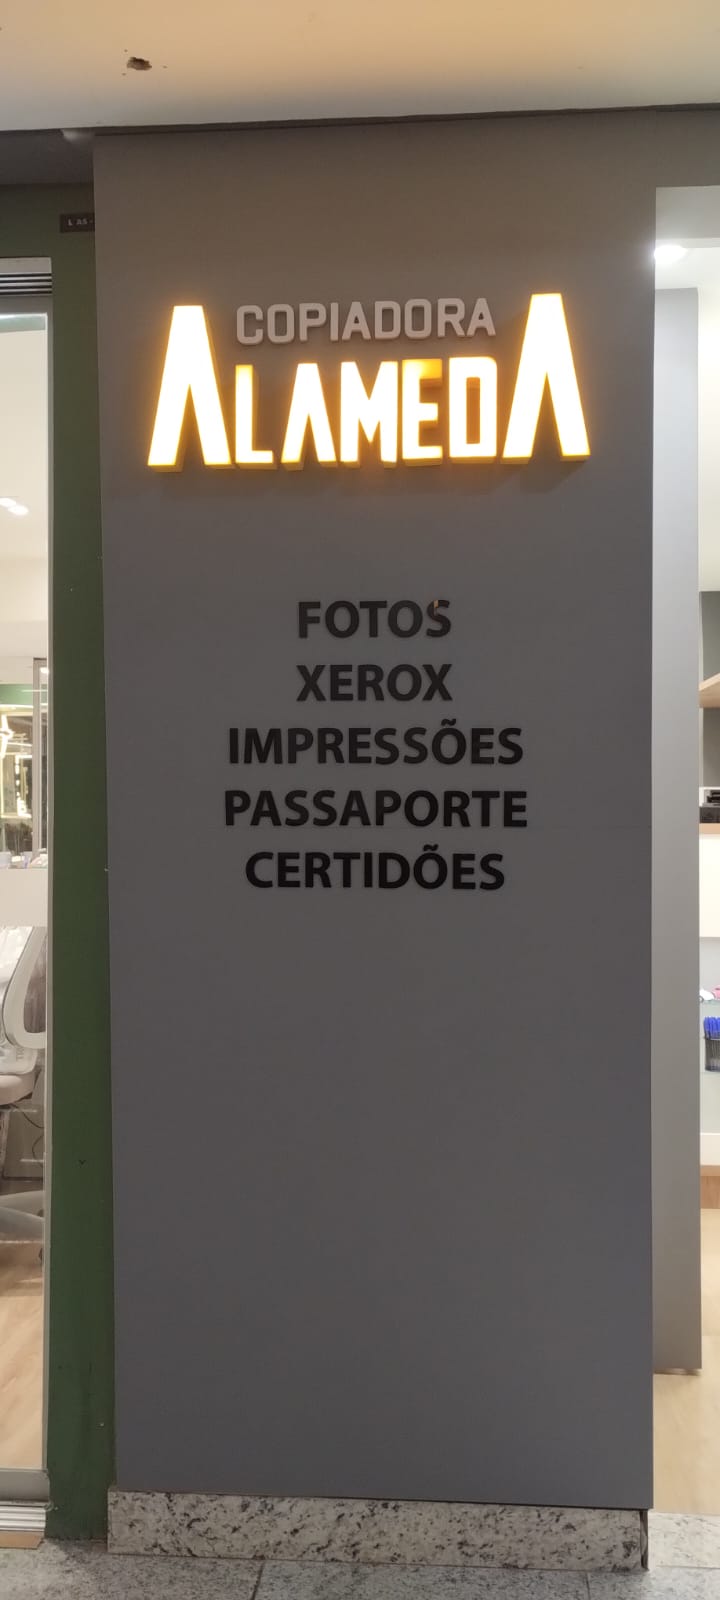 COPIADORA
ALAMEDA
FOTOS
XEROX
IMPRESSÕES
PASSAPORTE
CERTIDÕES